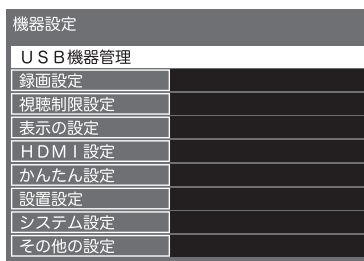 機器設定
USB機器管理
録画設定
視聴制限設定
表示の設定
HDMI設定
かんたん設定
設置設定
システム設定
その他の設定